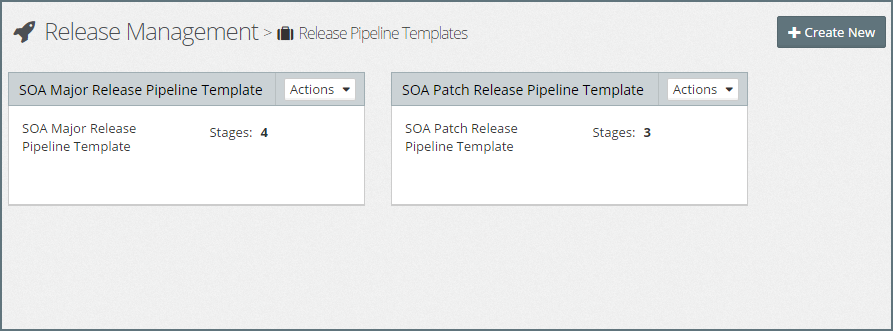 Release Management > Release Pipeline Templates
Create New
SOA Major Release Pipeline Template
Actions
SOA Patch Release Pipeline Template
Actions
SOA Major Release
Pipeline Template
Stages: 4
SOA Patch Release
Pipeline Template
Stages: 3